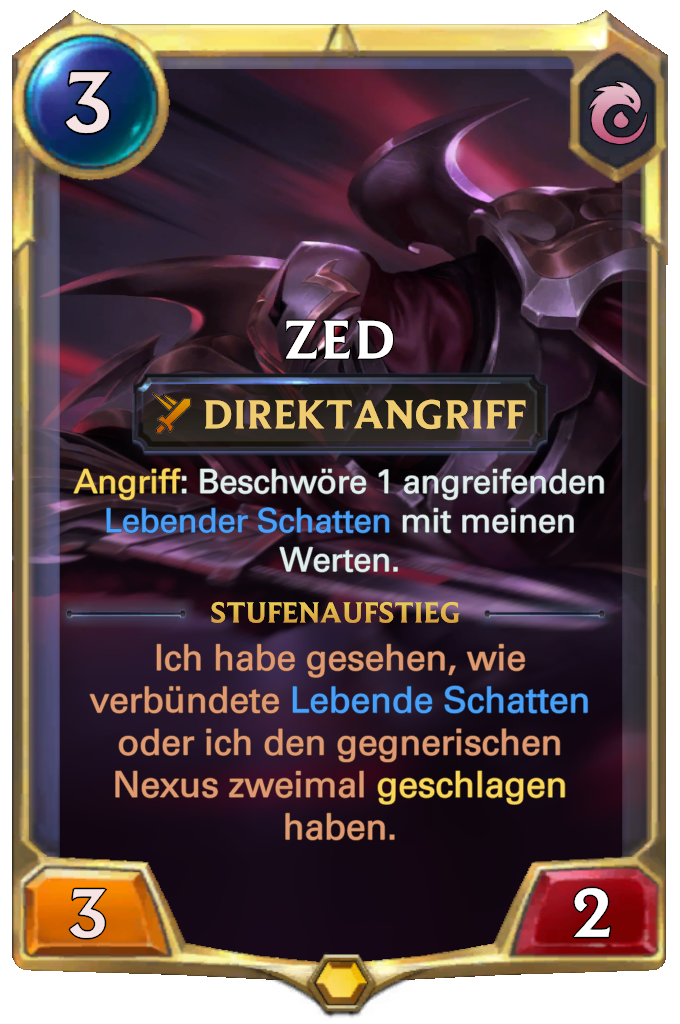 3
ZED
DIREKTANGRIFF
Angriff: Beschwöre 1 angreifenden
Lebender Schatten mit meinen
Werten.
STUFENAUFSTIEG
Ich habe gesehen, wie
verbündete Lebende Schatten
oder ich den gegnerischen
Nexus zweimal geschlagen
haben.
3
2